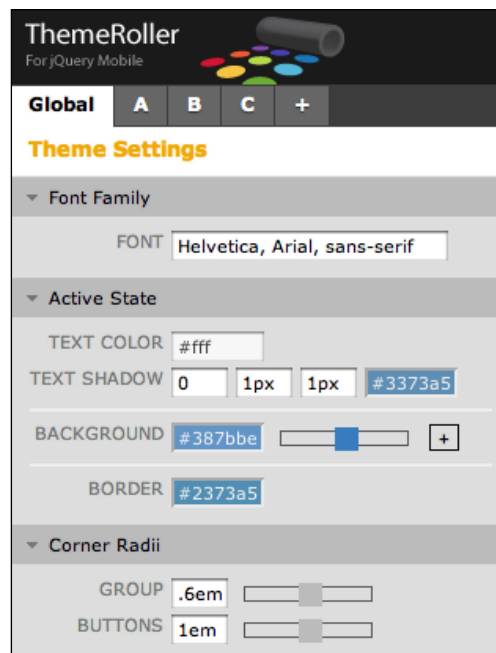 ThemeRoller
For jQuery Mobile
Global A B C +
Theme Settings
Font Family
FONT Helvetica, Arial, sans-serif
Active State
TEXT COLOR #fff
TEXT SHADOW 0 1px 1px #3373a5
BACKGROUND #387bbe +
BORDER #2373a5
Corner Radii
GROUP .6em
BUTTONS 1em